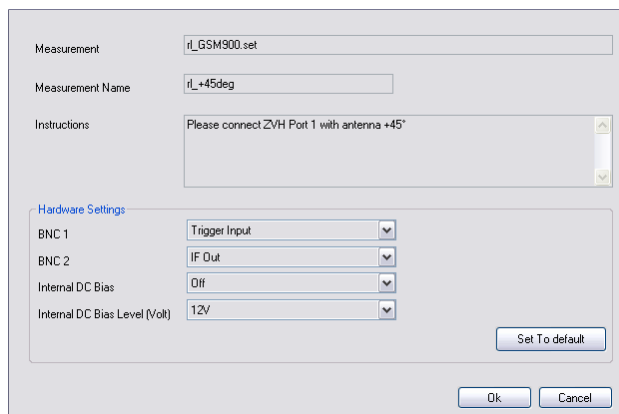 Measurement rl_GSM900.set
Measurement Name rl_+45deg
Instructions Please connect ZVH Port 1 with antenna +45°
Hardware Settings
BNC 1 Trigger Input
BNC 2 IF Out
Internal DC Bias Off
Internal DC Bias Level (Volt) 12V
Set To default
Ok Cancel